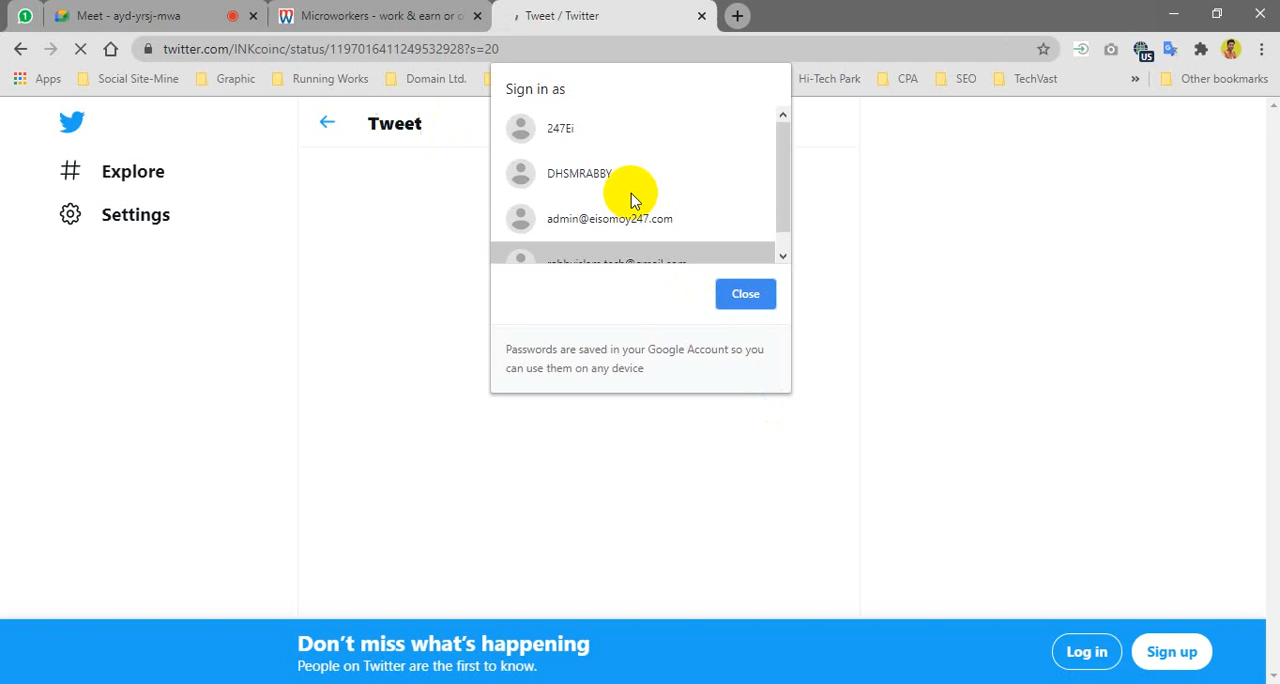 1
Meet - ayd-yrsj-mwa
Microworkers - work & earn or o
Tweet / Twitter
twitter.com/INKcoinc/status/1197016411249532928?s=20
US
Apps
Social Site-Mine
Graphic
Running Works
Domain Ltd.
Hi-Tech Park
CPA
SEO
TechVast
»
Other bookmarks
Sign in as
247Ei
DHSMRABBY
admin@eisomoy247.com
Close
Passwords are saved in your Google Account so you
can use them on any device
Tweet
Explore
Settings
Don't miss what's happening
People on Twitter are the first to know.
Log in
Sign up